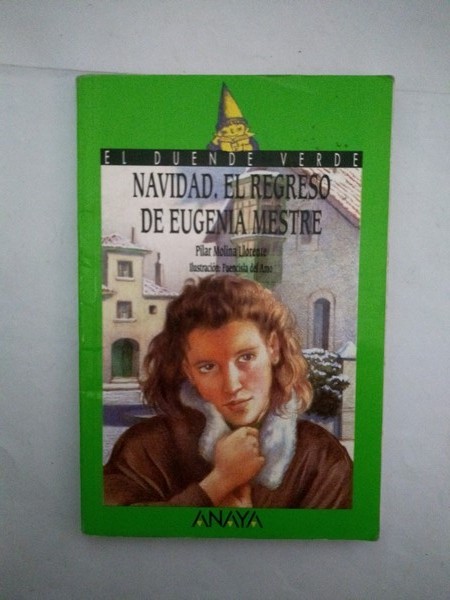 EL DUENDE VERDE
NAVIDAD. EL REGRESO
DE EUGENIA MESTRE
Pilar Molina Llorente
Ilustración: Fuencisla del Amo
ANAYA